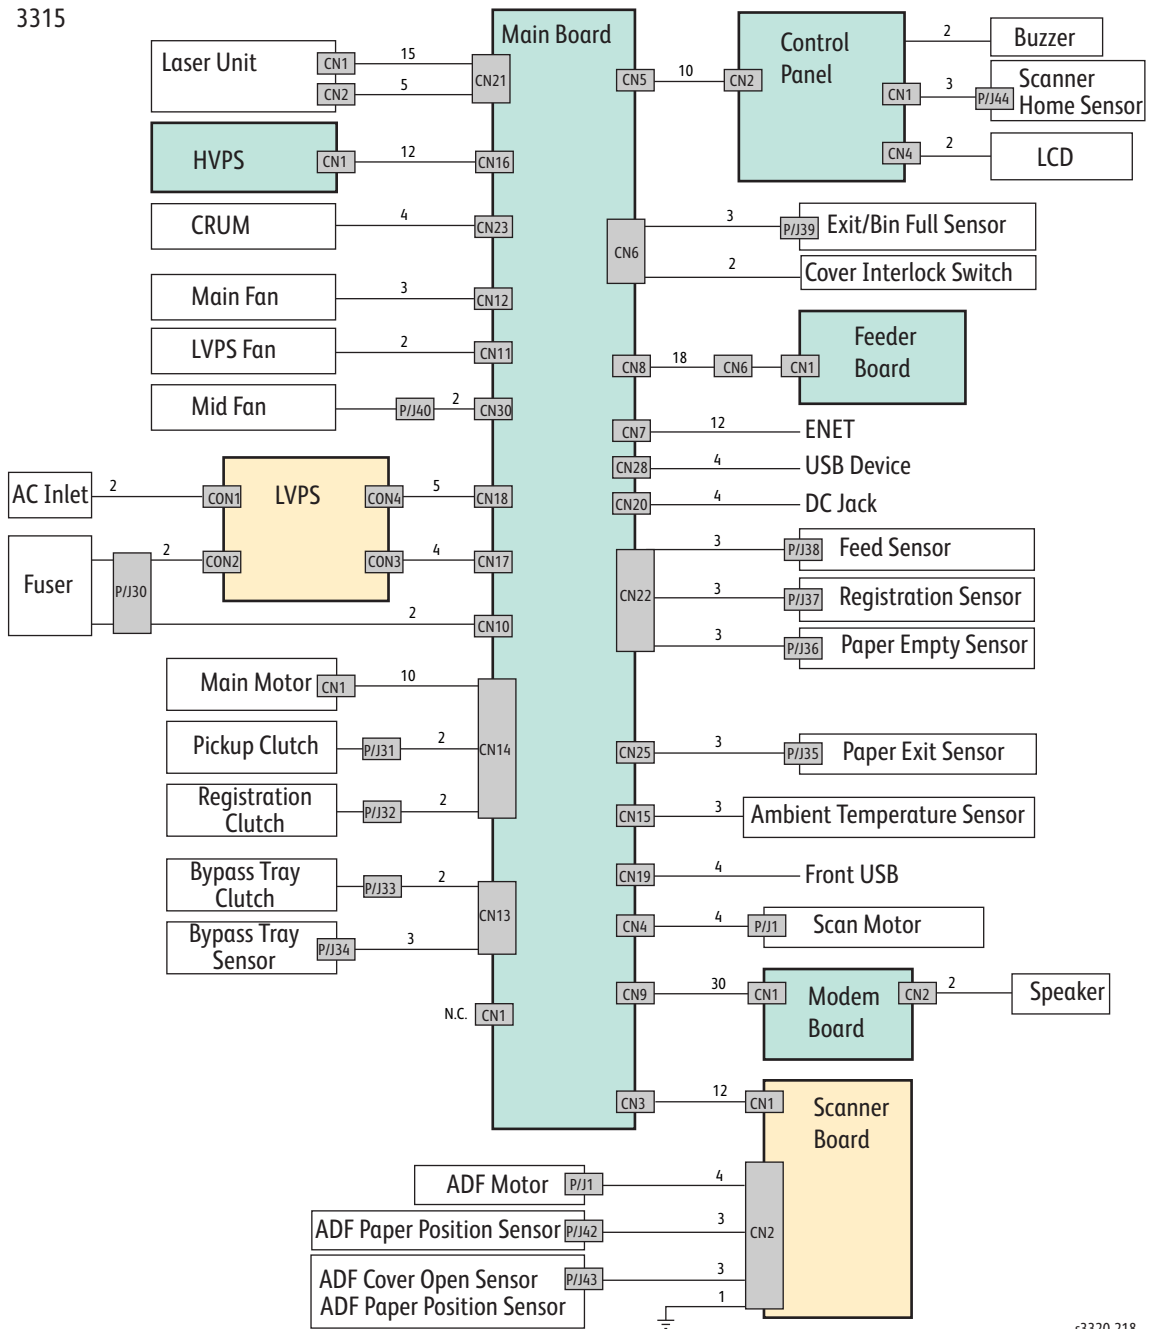 3315
Main Board
Laser Unit
CN1
15
CN2
5
CN21
HVPS
CN1
12
CN16
CRUM
4
CN23
Main Fan
3
CN12
LVPS Fan
2
CN11
Mid Fan
P/J40
2
CN30
AC Inlet
2
CON1
LVPS
CON4
5
CN18
Fuser
P/J30
2
CON2
CON3
4
CN17
2
CN10
Main Motor
CN1
10
Pickup Clutch
P/J31
2
CN14
Registration
Clutch
P/J32
2
Bypass Tray
Clutch
P/J33
2
CN13
Bypass Tray
Sensor
P/J34
3
N.C.
CN1
CN5
10
CN2
Control
Panel
2
Buzzer
CN1
3
P/J44
Scanner
Home Sensor
CN4
2
LCD
CN6
3
P/J39
Exit/Bin Full Sensor
2
Cover Interlock Switch
CN8
18
CN6
CN1
Feeder
Board
CN7
12
ENET
CN28
4
USB Device
CN20
4
DC Jack
CN22
3
P/J38
Feed Sensor
3
P/J37
Registration Sensor
3
P/J36
Paper Empty Sensor
CN25
3
P/J35
Paper Exit Sensor
CN15
3
Ambient Temperature Sensor
CN19
4
Front USB
CN4
4
P/J1
Scan Motor
CN9
30
CN1
Modem
Board
CN2
2
Speaker
CN3
12
CN1
Scanner
Board
ADF Motor
P/J1
4
CN2
ADF Paper Position Sensor
P/J42
3
ADF Cover Open Sensor
ADF Paper Position Sensor
P/J43
3
1
s3320-218